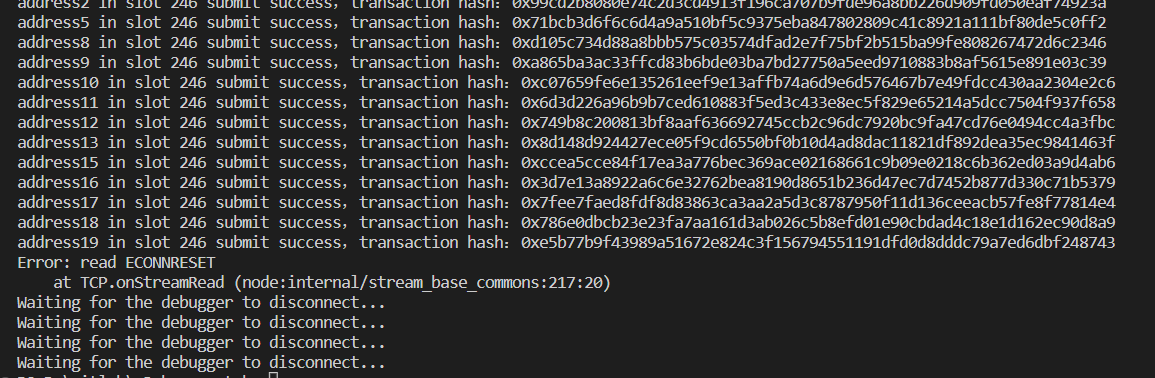 address2 in slot 246 submit success，transaction hash：0x99cd2b8080e74c2d3cd4913f196ca707b9fde96a8bb226d909fd050eaf74923a
address5 in slot 246 submit success，transaction hash：0x71bcb3d6f6c6d4a9a510bf5c9375eba847802809c41c8921a111bf80de5c0ff2
address8 in slot 246 submit success，transaction hash：0xd105c734d88a8bbb575c03574dfad2e7f75bf2b515ba99fe808267472d6c2346
address9 in slot 246 submit success，transaction hash：0xa865ba3ac33ffcd83b6bde03ba7bd27750a5eed9710883b8af5615e891e03c39
address10 in slot 246 submit success，transaction hash：0xc07659fe6e135261eef9e13affb74a6d9e6d576467b7e49fdcc430aa2304e2c6
address11 in slot 246 submit success，transaction hash：0x6d3d226a96b9b7ced610883f5ed3c433e8ec5f829e65214a5dcc7504f937f658
address12 in slot 246 submit success，transaction hash：0x749b8c200813bf8aaf636692745ccb2c96dc7920bc9fa47cd76e0494cc4a3fbc
address13 in slot 246 submit success，transaction hash：0x8d148d924427ece05f9cd6550bf0b10d4ad8dac11821df892dea35ec9841463f
address15 in slot 246 submit success，transaction hash：0xccea5cce84f17ea3a776bec369ace02168661c9b09e0218c6b362ed03a9d4ab6
address16 in slot 246 submit success，transaction hash：0x3d7e13a8922a6c6e32762bea8190d8651b236d47ec7d7452b877d330c71b5379
address17 in slot 246 submit success，transaction hash：0x7fee7faed8fdf8d83863ca3aa2a5d3c8787950f11d136ceeacb57fe8f77814e4
address18 in slot 246 submit success，transaction hash：0x786e0dbcb23e23fa7aa161d3ab026c5b8efd01e90cbdad4c18e1d162ec90d8a9
address19 in slot 246 submit success，transaction hash：0xe5b77b9f43989a51672e824c3f156794551191dfd0d8dddc79a7ed6dbf248743
Error: read ECONNRESET
at TCP.onStreamRead (node:internal/stream_base_commons:217:20)
Waiting for the debugger to disconnect...
Waiting for the debugger to disconnect...
Waiting for the debugger to disconnect...
Waiting for the debugger to disconnect...